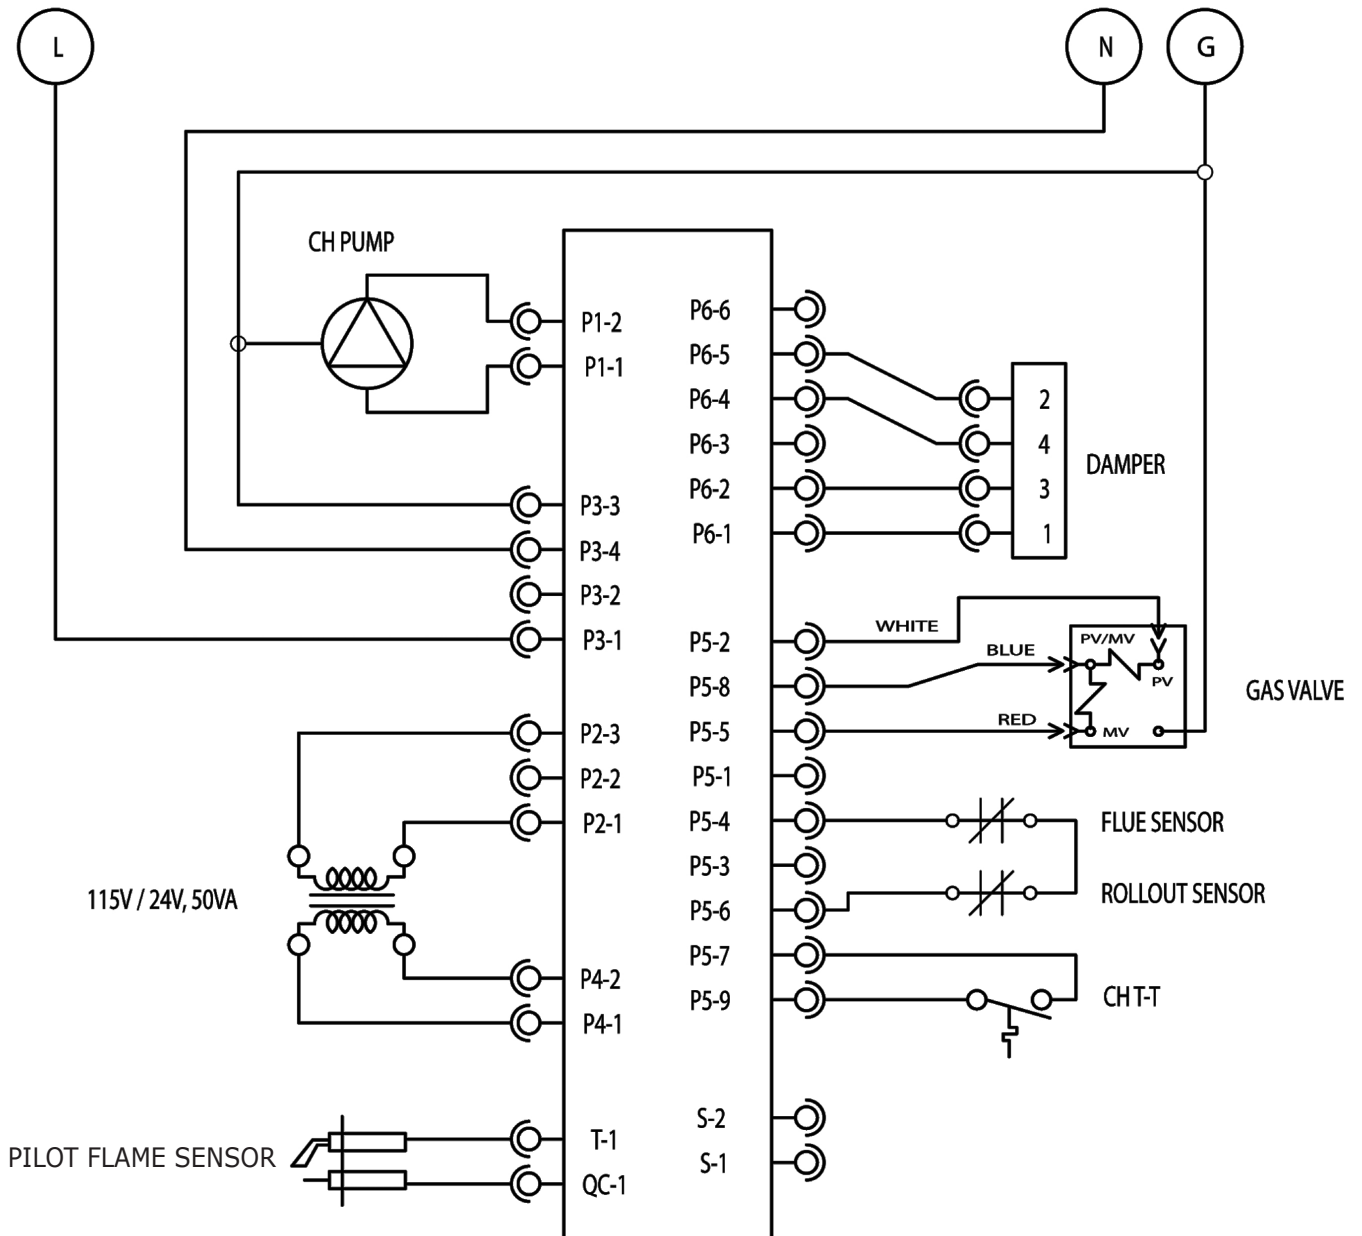 L
N
G
CH PUMP
P1-2
P1-1
P3-3
P3-4
P3-2
P3-1
P2-3
P2-2
P2-1
115V / 24V, 50VA
P4-2
P4-1
PILOT FLAME SENSOR
T-1
QC-1
P6-6
P6-5
P6-4
P6-3
P6-2
P6-1
2
4
3
1
DAMPER
P5-2
P5-8
P5-5
P5-1
P5-4
P5-3
P5-6
P5-7
P5-9
S-2
S-1
WHITE
BLUE
RED
PV/MV
PV
MV
GAS VALVE
FLUE SENSOR
ROLLOUT SENSOR
CH T-T